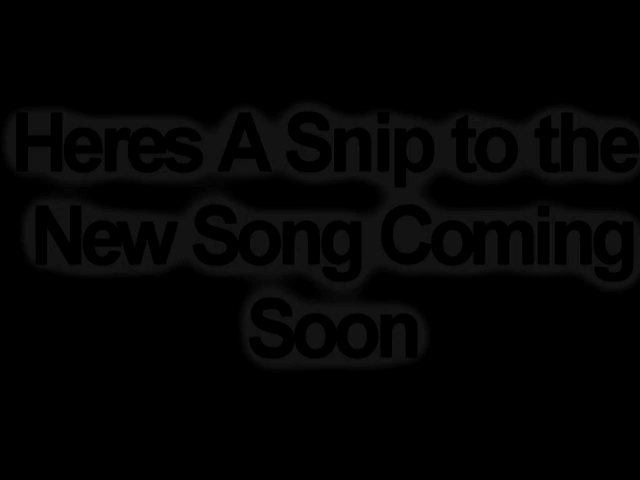 Heres A Snip to the
New Song Coming
Soon